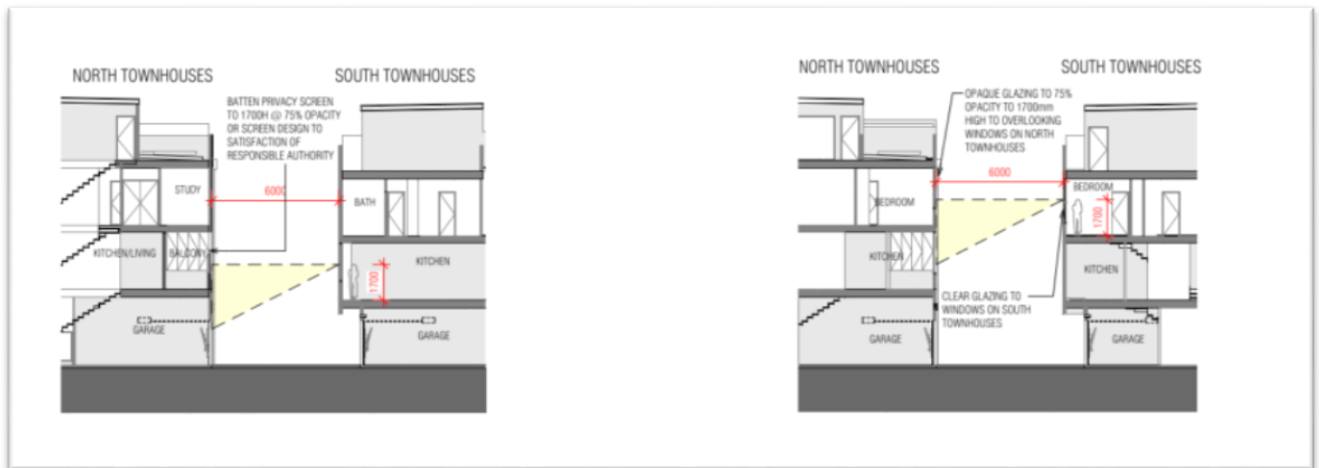 NORTH TOWNHOUSES
SOUTH TOWNHOUSES
BATTEN PRIVACY SCREEN
TO 1700H @ 75% OPACITY
OR SCREEN DESIGN TO
SATISFACTION OF
RESPONSIBLE AUTHORITY
STUDY
6000
BATH
KITCHEN/LIVING
BALCONY
KITCHEN
1700
GARAGE
GARAGE
NORTH TOWNHOUSES
SOUTH TOWNHOUSES
OPAQUE GLAZING TO 75%
OPACITY TO 1700mm
HIGH TO OVERLOOKING
WINDOWS ON NORTH
TOWNHOUSES
6000
BEDROOM
BEDROOM
1700
KITCHEN
KITCHEN
CLEAR GLAZING TO
WINDOWS ON SOUTH
TOWNHOUSES
GARAGE
GARAGE